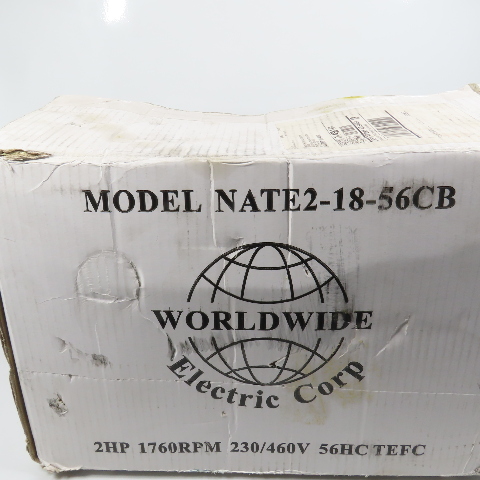 MODEL NATE2-18-56CB
WORLDWIDE
Electric Corp
2HP 1760RPM 230/460V 56HC TEFC